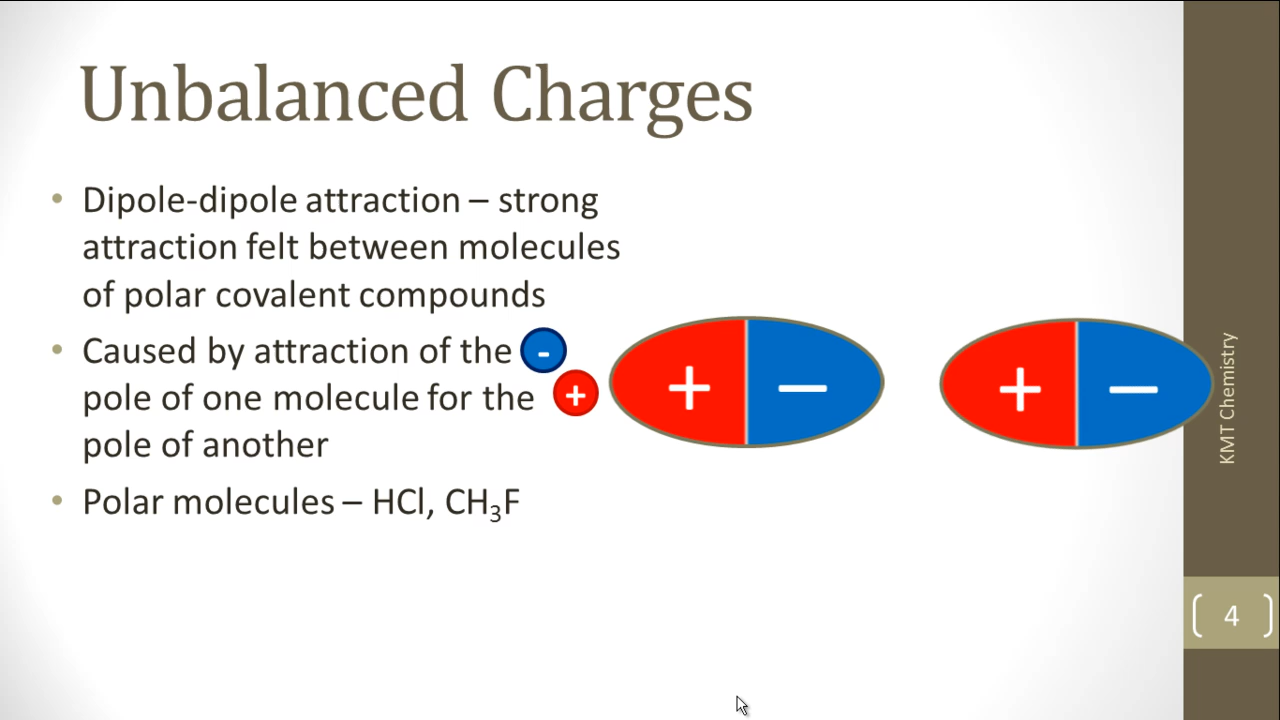 Unbalanced Charges
• Dipole-dipole attraction – strong
attraction felt between molecules
of polar covalent compounds
• Caused by attraction of the -
pole of one molecule for the +
pole of another
• Polar molecules – HCl, CH₃F
+ –
+ –
KMT Chemistry
4